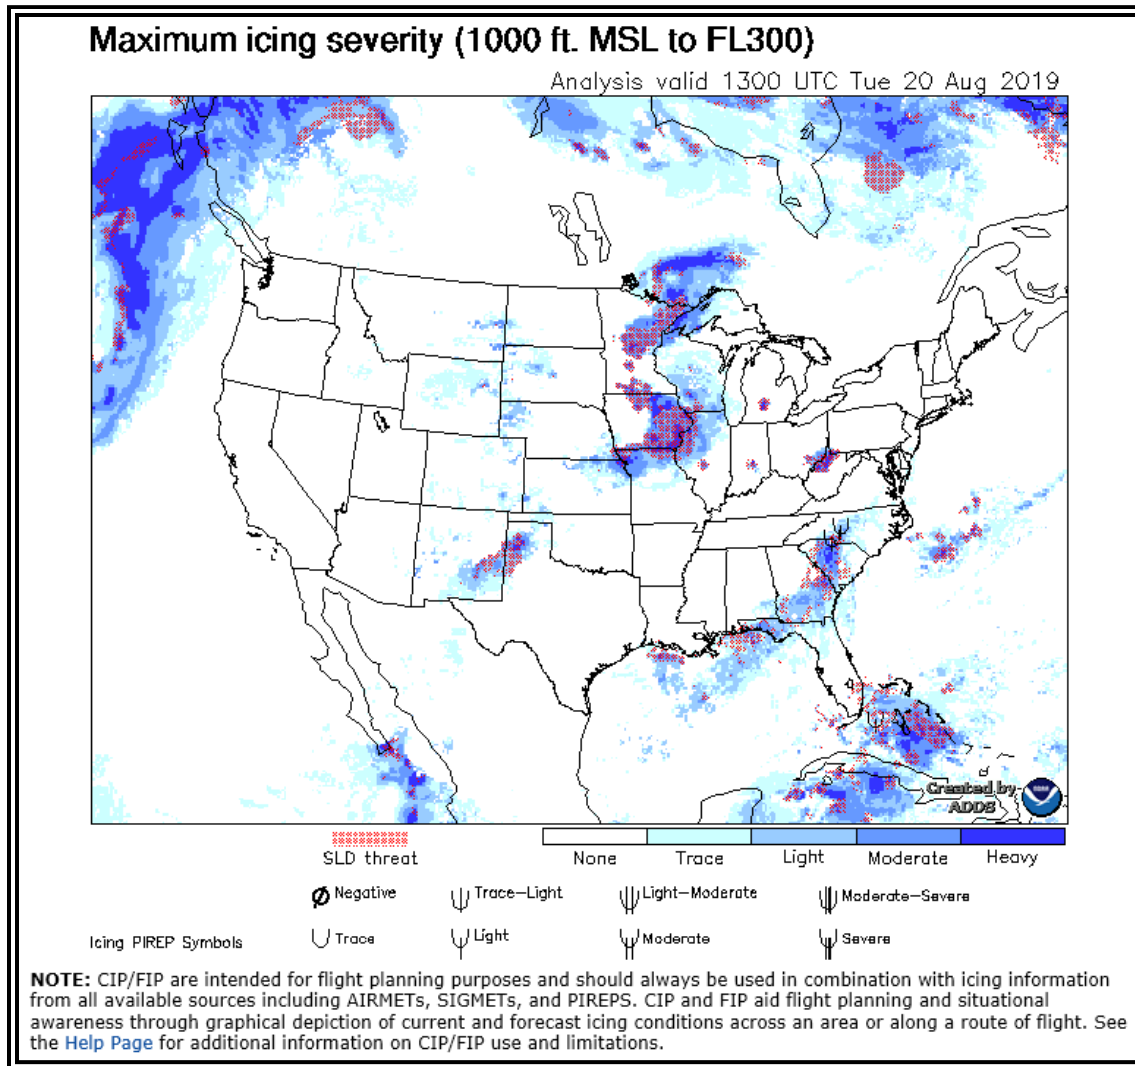 Maximum icing severity (1000 ft. MSL to FL300)
Analysis valid 1300 UTC Tue 20 Aug 2019
Created by
ADDS
SLD threat
None Trace Light Moderate Heavy
Negative Trace-Light Light-Moderate Moderate-Severe
Icing PIREP Symbols Trace Light Moderate Severe
NOTE: CIP/FIP are intended for flight planning purposes and should always be used in combination with icing information
from all available sources including AIRMETs, SIGMETs, and PIREPS. CIP and FIP aid flight planning and situational
awareness through graphical depiction of current and forecast icing conditions across an area or along a route of flight. See
the Help Page for additional information on CIP/FIP use and limitations.